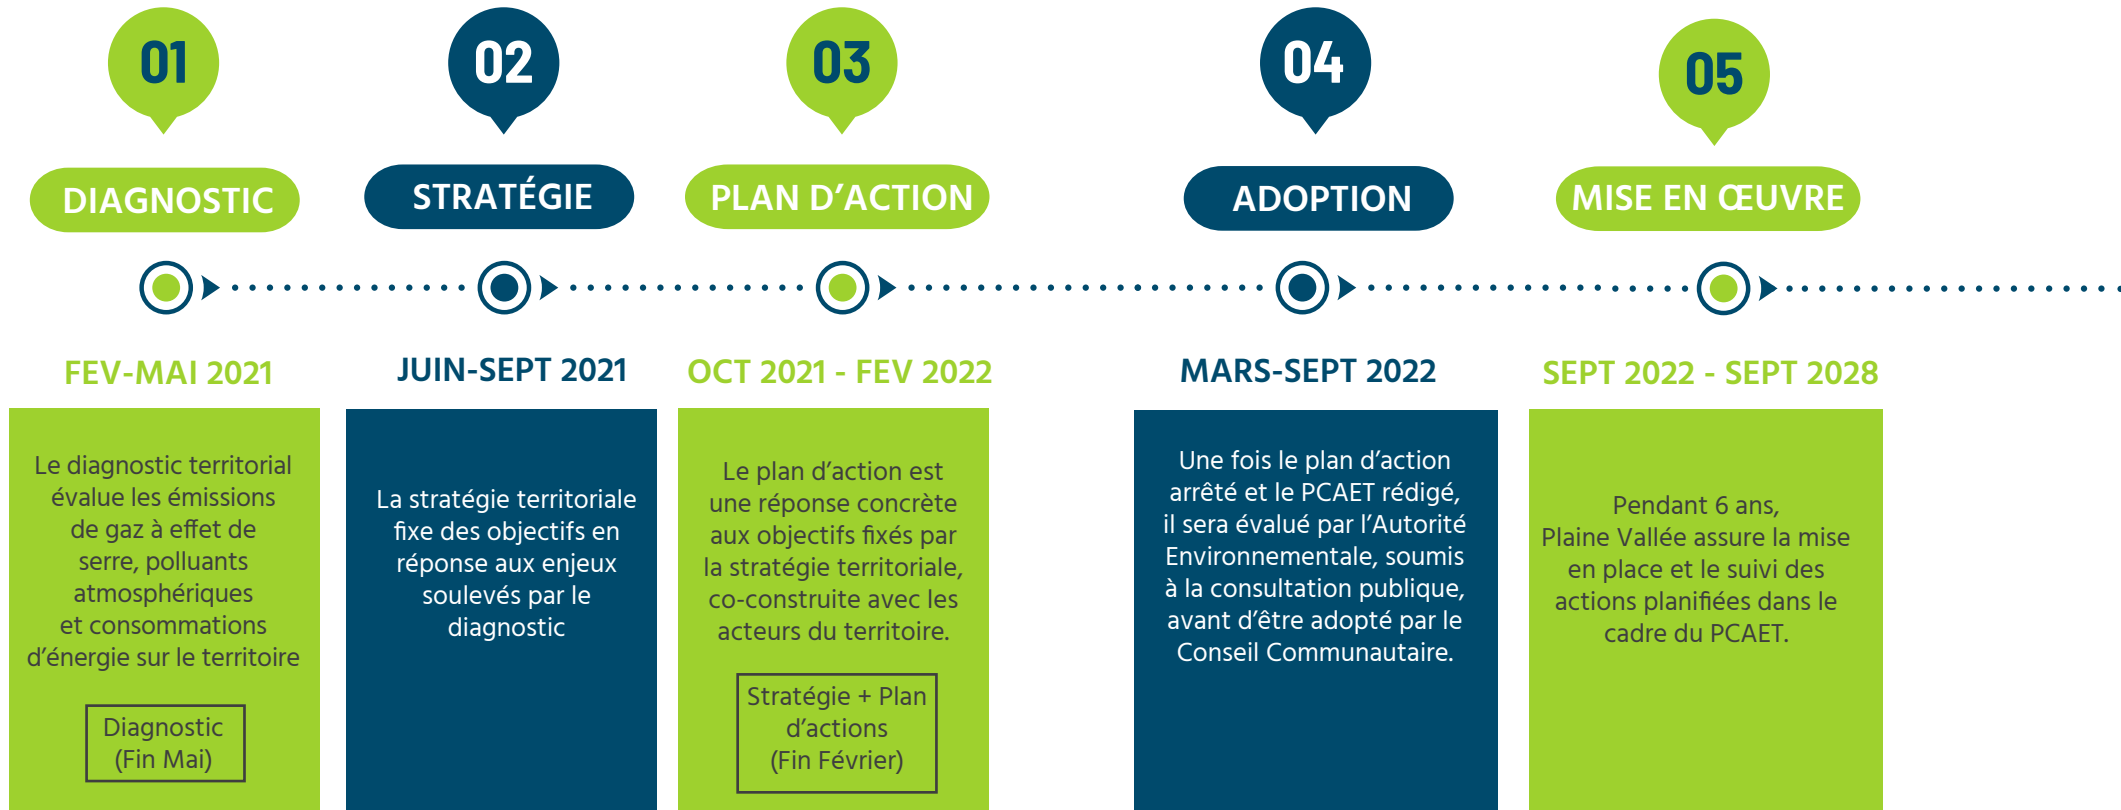 01
DIAGNOSTIC
FEV-MAI 2021
Le diagnostic territorial
évalue les émissions
de gaz à effet de
serre, polluants
atmosphériques
et consommations
d’énergie sur le territoire
Diagnostic
(Fin Mai)
02
STRATÉGIE
JUIN-SEPT 2021
La stratégie territoriale
fixe des objectifs en
réponse aux enjeux
soulevés par le
diagnostic
03
PLAN D’ACTION
OCT 2021 - FEV 2022
Le plan d’action est
une réponse concrète
aux objectifs fixés par
la stratégie territoriale,
co-construite avec les
acteurs du territoire.
Stratégie + Plan
d’actions
(Fin Février)
04
ADOPTION
MARS-SEPT 2022
Une fois le plan d’action
arrêté et le PCAET rédigé,
il sera évalué par l’Autorité
Environnementale, soumis
à la consultation publique,
avant d’être adopté par le
Conseil Communautaire.
05
MISE EN ŒUVRE
SEPT 2022 - SEPT 2028
Pendant 6 ans,
Plaine Vallée assure la mise
en place et le suivi des
actions planifiées dans le
cadre du PCAET.